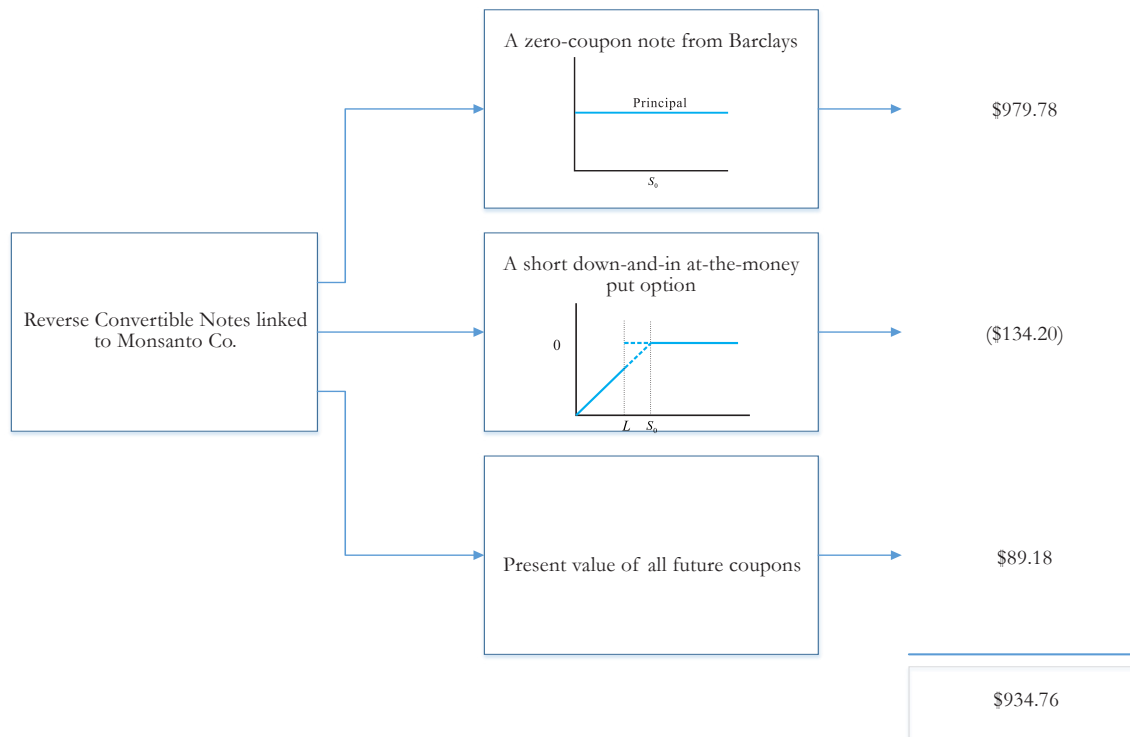 A zero-coupon note from Barclays
Principal
S₀
$979.78
Reverse Convertible Notes linked
to Monsanto Co.
A short down-and-in at-the-money
put option
0
L S₀
($134.20)
Present value of all future coupons
$89.18
$934.76